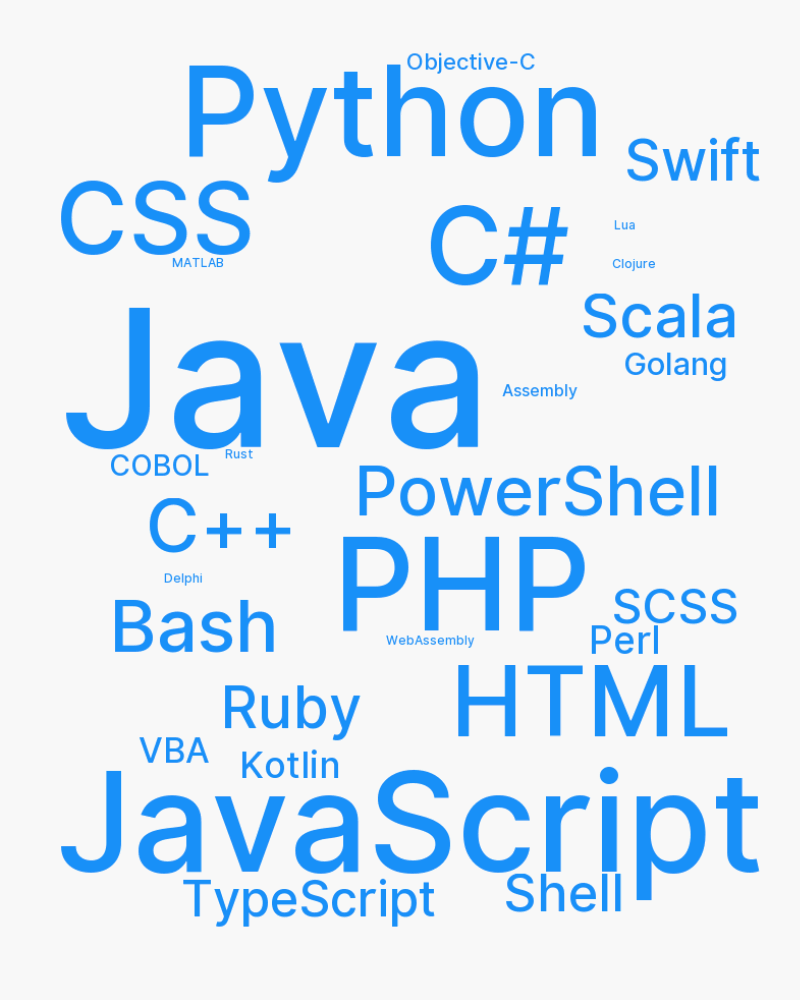 Objective-C
Python
Swift
CSS
C#
Lua
MATLAB
Clojure
Scala
Java
Golang
Assembly
Rust
COBOL
PowerShell
C++
PHP
Delphi
SCSS
Bash
WebAssembly
Perl
HTML
Ruby
VBA
Kotlin
JavaScript
TypeScript
Shell